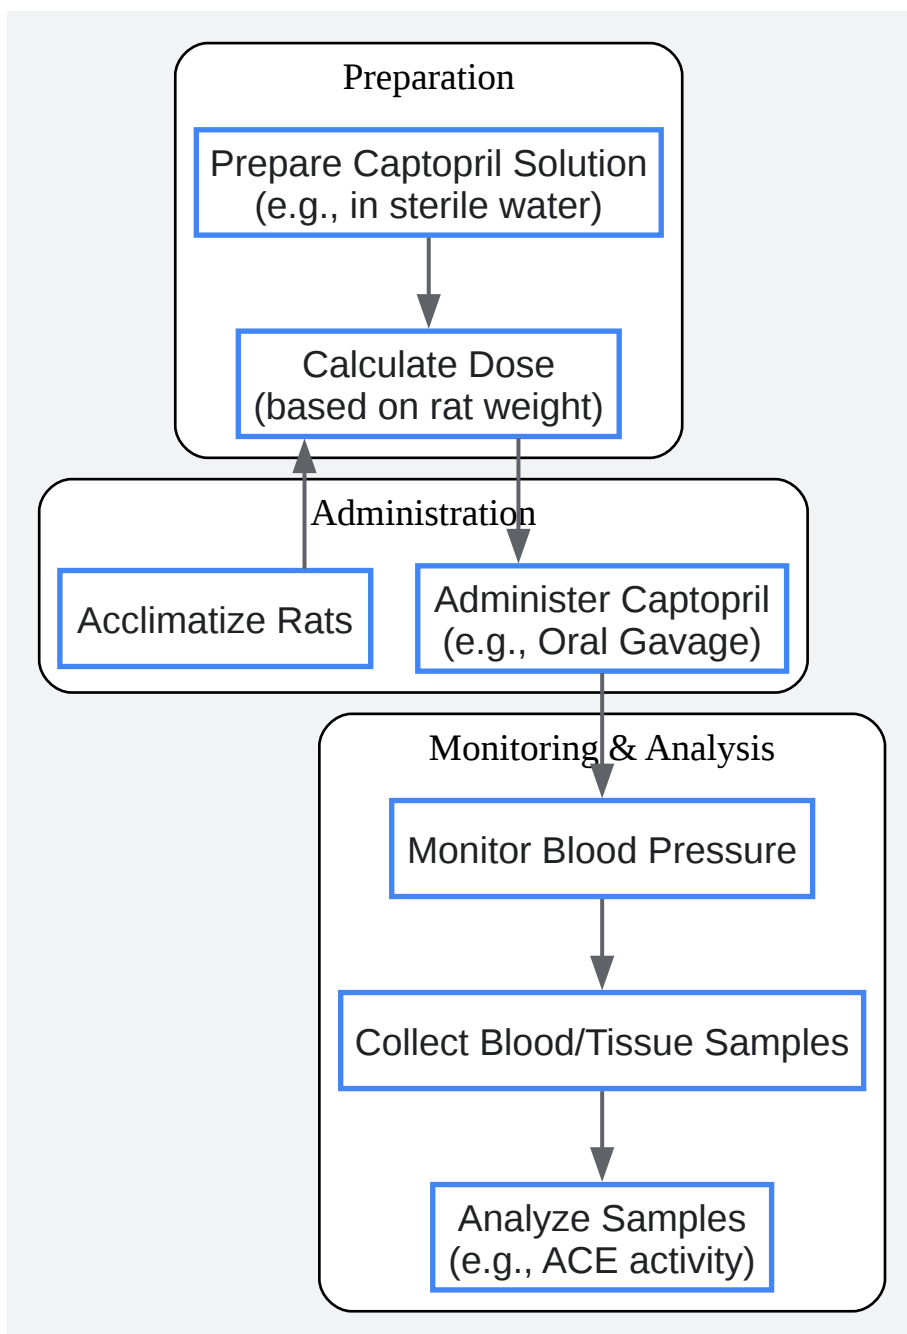 Preparation
Prepare Captopril Solution
(e.g., in sterile water)
Calculate Dose
(based on rat weight)
Administration
Acclimatize Rats
Administer Captopril
(e.g., Oral Gavage)
Monitoring & Analysis
Monitor Blood Pressure
Collect Blood/Tissue Samples
Analyze Samples
(e.g., ACE activity)